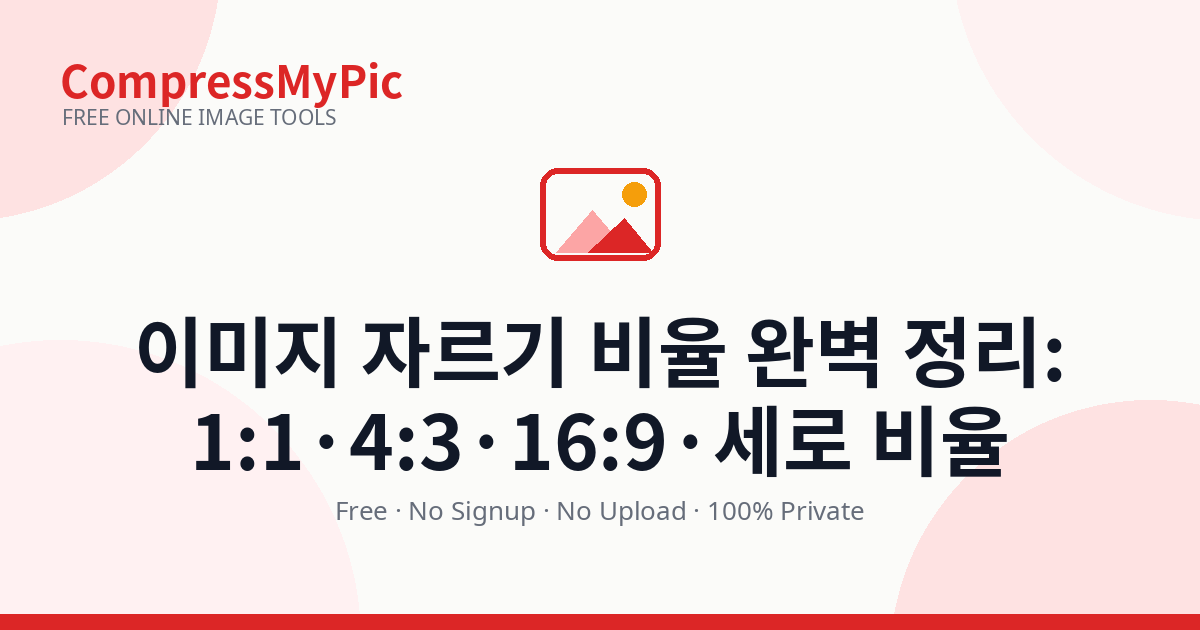 CompressMyPic
FREE ONLINE IMAGE TOOLS
이미지 자르기 비율 완벽 정리:
1:1·4:3·16:9·세로 비율
Free · No Signup · No Upload · 100% Private